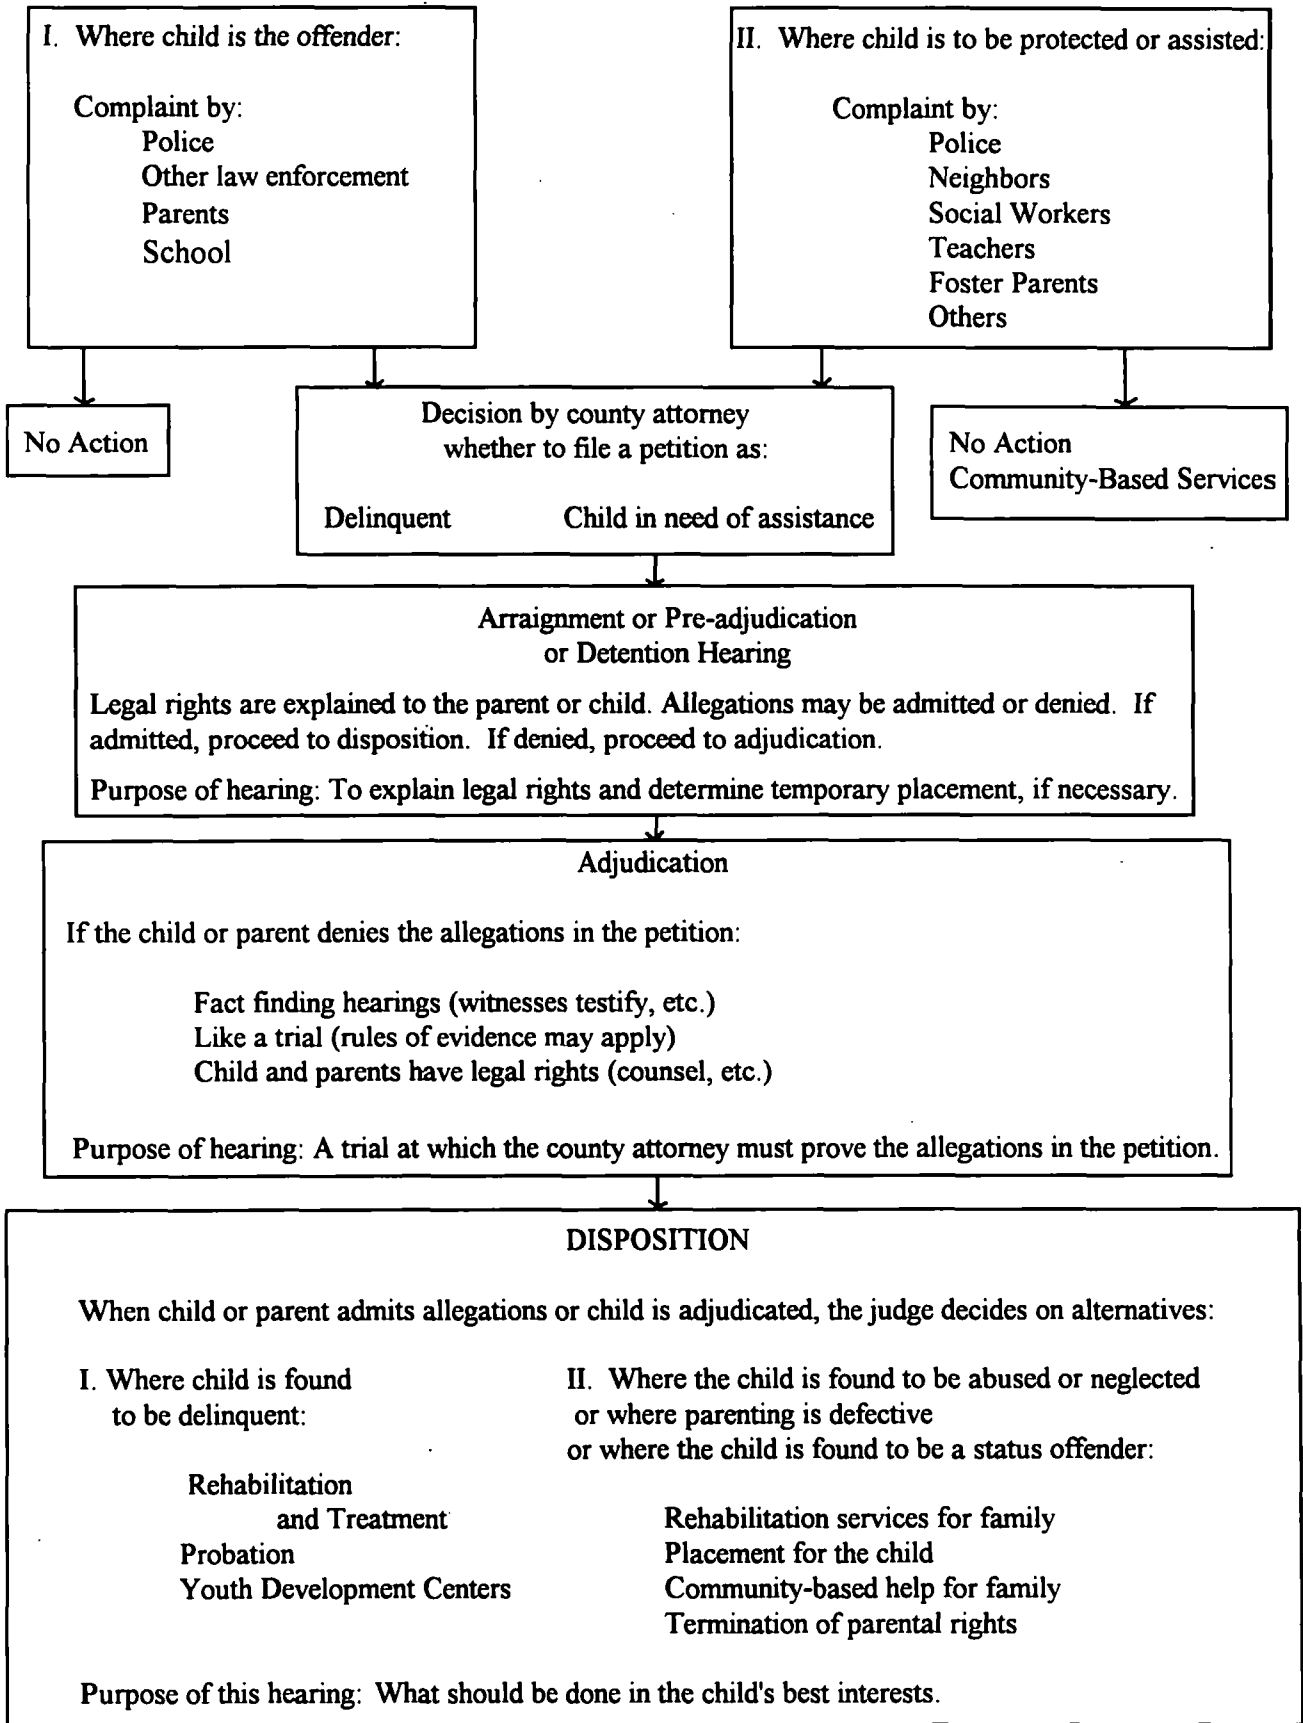 I. Where child is the offender:
Complaint by:
Police
Other law enforcement
Parents
School
II. Where child is to be protected or assisted:
Complaint by:
Police
Neighbors
Social Workers
Teachers
Foster Parents
Others
No Action
Decision by county attorney
whether to file a petition as:
Delinquent Child in need of assistance
No Action
Community-Based Services
Arraignment or Pre-adjudication
or Detention Hearing
Legal rights are explained to the parent or child. Allegations may be admitted or denied. If
admitted, proceed to disposition. If denied, proceed to adjudication.
Purpose of hearing: To explain legal rights and determine temporary placement, if necessary.
Adjudication
If the child or parent denies the allegations in the petition:
Fact finding hearings (witnesses testify, etc.)
Like a trial (rules of evidence may apply)
Child and parents have legal rights (counsel, etc.)
Purpose of hearing: A trial at which the county attorney must prove the allegations in the petition.
DISPOSITION
When child or parent admits allegations or child is adjudicated, the judge decides on alternatives:
I. Where child is found
to be delinquent:
Rehabilitation
and Treatment
Probation
Youth Development Centers
II. Where the child is found to be abused or neglected
or where parenting is defective
or where the child is found to be a status offender:
Rehabilitation services for family
Placement for the child
Community-based help for family
Termination of parental rights
Purpose of this hearing: What should be done in the child's best interests.